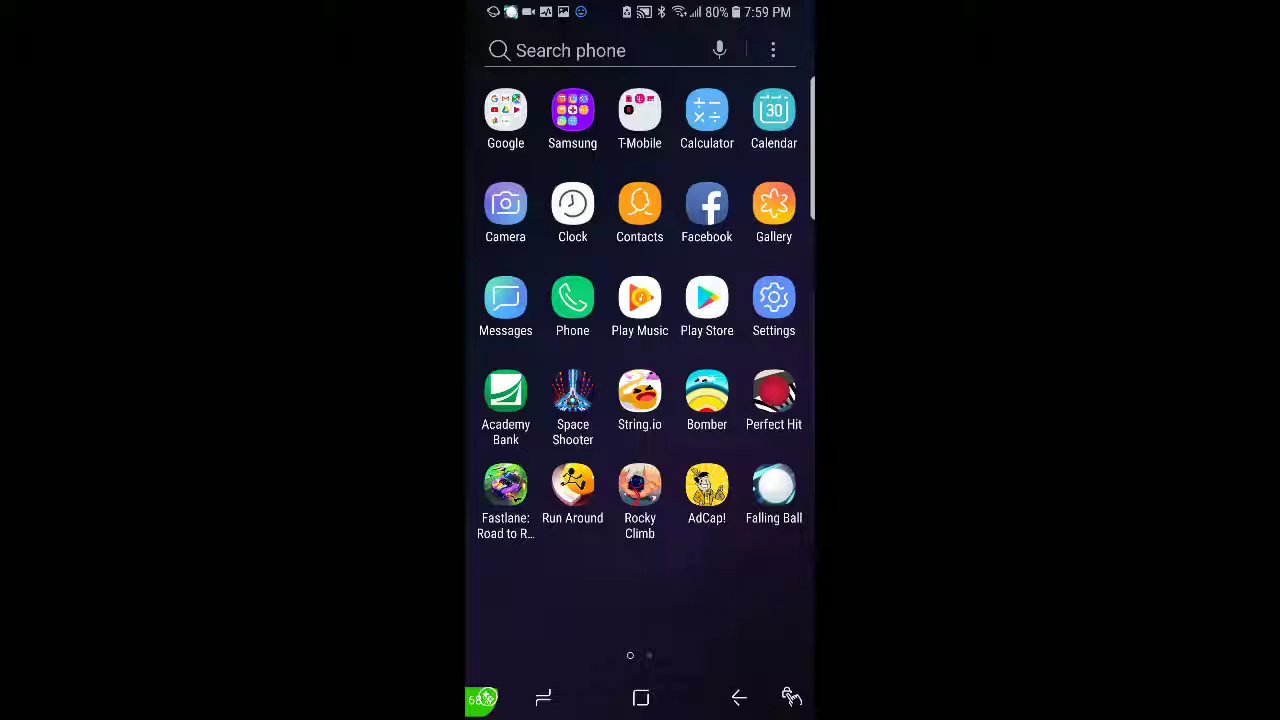 80% 7:59 PM
Search phone
Google Samsung T-Mobile Calculator Calendar
30
Camera Clock Contacts Facebook Gallery
Messages Phone Play Music Play Store Settings
Academy Bank
Space Shooter
String.io Bomber Perfect Hit
Fastlane: Road to R...
Run Around
Rocky Climb
AdCap! Falling Ball